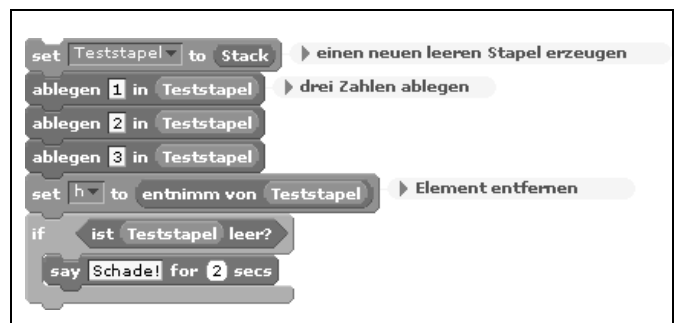 set Teststapel to Stack einen neuen leeren Stapel erzeugen
ablegen 1 in Teststapel drei Zahlen ablegen
ablegen 2 in Teststapel
ablegen 3 in Teststapel
set h to entnimm von Teststapel Element entfernen
if ist Teststapel leer?
say Schade! for 2 secs